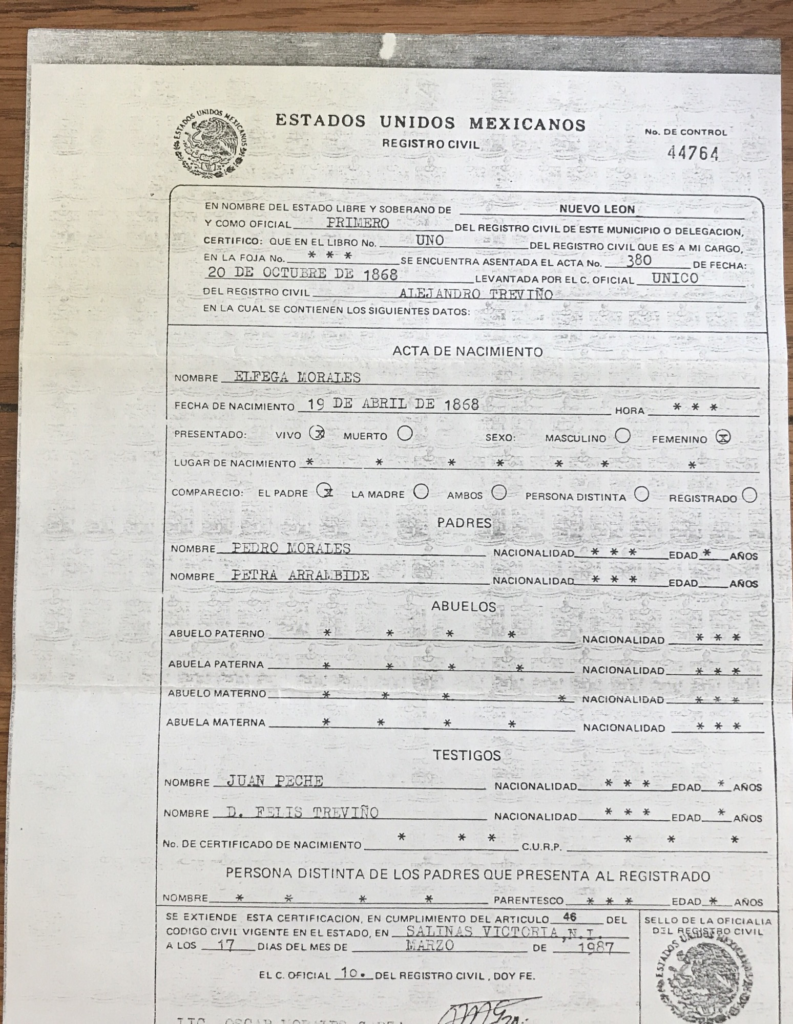 ESTADOS UNIDOS MEXICANOS
ESTADOS UNIDOS MEXICANOS
REGISTRO CIVIL
No. DE CONTROL
44764
EN NOMBRE DEL ESTADO LIBRE Y SOBERANO DE NUEVO LEON
Y COMO OFICIAL PRIMERO DEL REGISTRO CIVIL DE ESTE MUNICIPIO O DELEGACION,
CERTIFICO: QUE EN EL LIBRO No. UNO DEL REGISTRO CIVIL QUE ES A MI CARGO,
EN LA FOJA No. * * * SE ENCUENTRA ASENTADA EL ACTA No. 380 DE FECHA:
20 DE OCTUBRE DE 1868 LEVANTADA POR EL C. OFICIAL UNICO
DEL REGISTRO CIVIL ALEJANDRO TREVIÑO
EN LA CUAL SE CONTIENEN LOS SIGUIENTES DATOS:
ACTA DE NACIMIENTO
NOMBRE ELFEGA MORALES
FECHA DE NACIMIENTO 19 DE ABRIL DE 1868 HORA * * *
PRESENTADO: VIVO x MUERTO SEXO: MASCULINO FEMENINO x
LUGAR DE NACIMIENTO * * * * * * *
COMPARECIO: EL PADRE x LA MADRE AMBOS PERSONA DISTINTA REGISTRADO
PADRES
NOMBRE PEDRO MORALES NACIONALIDAD * * * EDAD * AÑOS
NOMBRE PETRA ARRAMBIDE NACIONALIDAD * * * EDAD AÑOS
ABUELOS
ABUELO PATERNO * * * * NACIONALIDAD * * *
ABUELA PATERNA * * * * NACIONALIDAD * * *
ABUELO MATERNO * * * * NACIONALIDAD * * *
ABUELA MATERNA * * * * NACIONALIDAD * * *
TESTIGOS
NOMBRE JUAN PECHE NACIONALIDAD * * * EDAD * AÑOS
NOMBRE D. FELIS TREVIÑO NACIONALIDAD * * * EDAD * AÑOS
No. DE CERTIFICADO DE NACIMIENTO * * * C.U.R.P. * * *
PERSONA DISTINTA DE LOS PADRES QUE PRESENTA AL REGISTRADO
NOMBRE * * * * PARENTESCO * * * EDAD * AÑOS
SE EXTIENDE ESTA CERTIFICACION, EN CUMPLIMIENTO DEL ARTICULO 46 DEL
CODIGO CIVIL VIGENTE EN EL ESTADO, EN SALINAS VICTORIA, N.L.
A LOS 17 DIAS DEL MES DE MARZO DE 1987
EL C. OFICIAL 1o. DEL REGISTRO CIVIL, DOY FE.
LIC. OSCAR MORALES
SELLO DE LA OFICIALIA
DEL REGISTRO CIVIL
ESTADOS UNIDOS MEXICANOS